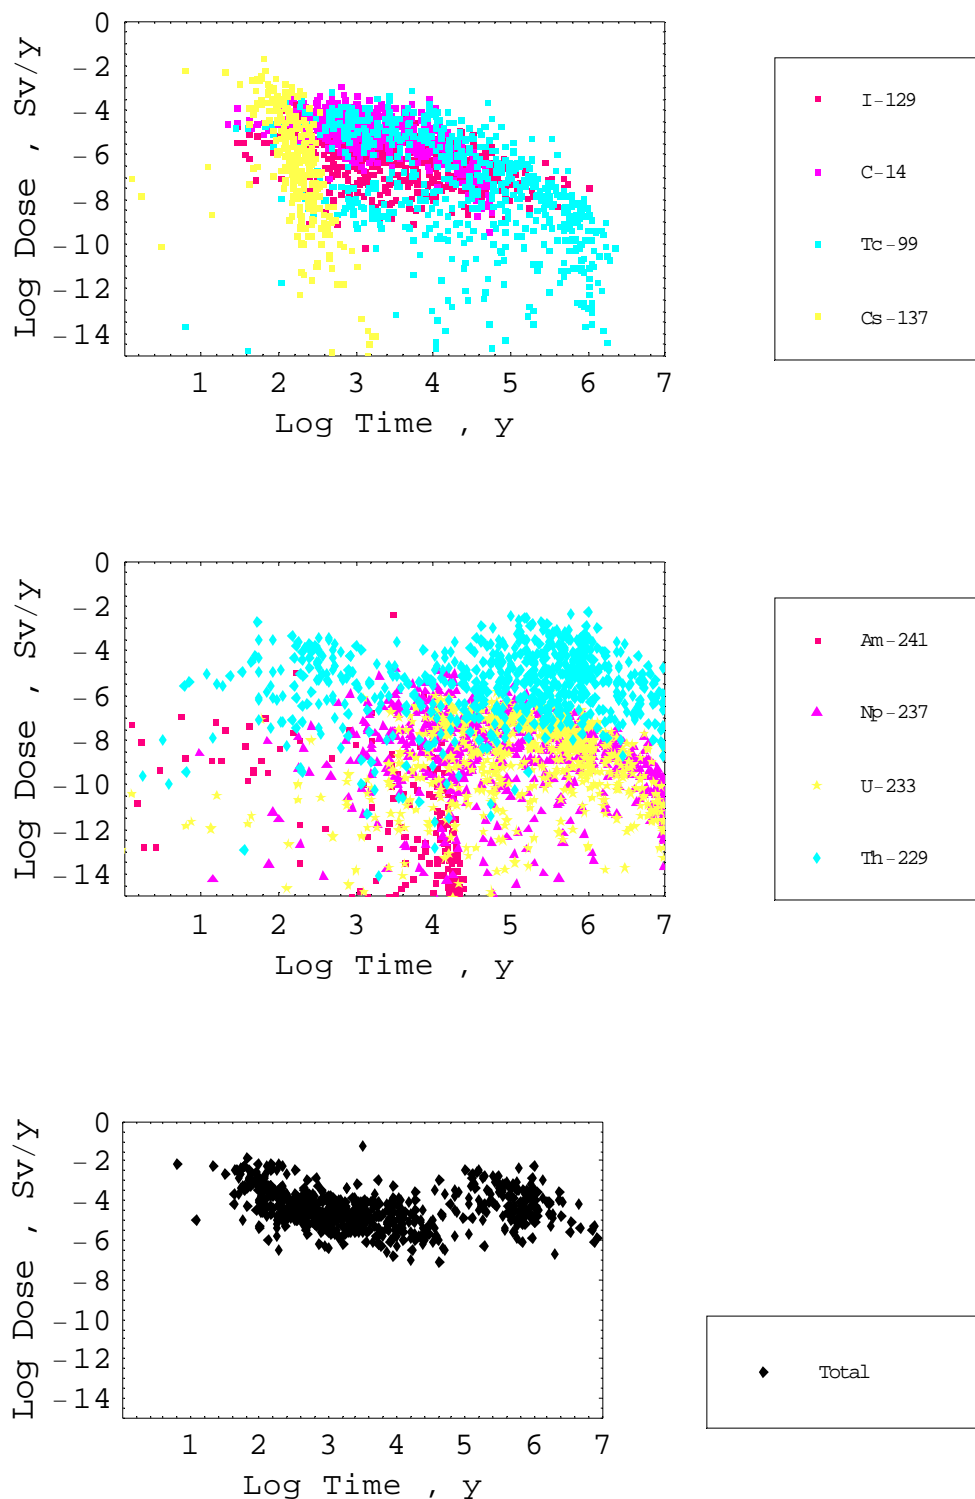 0
-2
-4
-6
-8
-10
-12
-14
Log Dose , Sv/y
1 2 3 4 5 6 7
Log Time , y
I-129
C-14
Tc-99
Cs-137
0
-2
-4
-6
-8
-10
-12
-14
Log Dose , Sv/y
1 2 3 4 5 6 7
Log Time , y
Am-241
Np-237
U-233
Th-229
0
-2
-4
-6
-8
-10
-12
-14
Log Dose , Sv/y
1 2 3 4 5 6 7
Log Time , y
Total